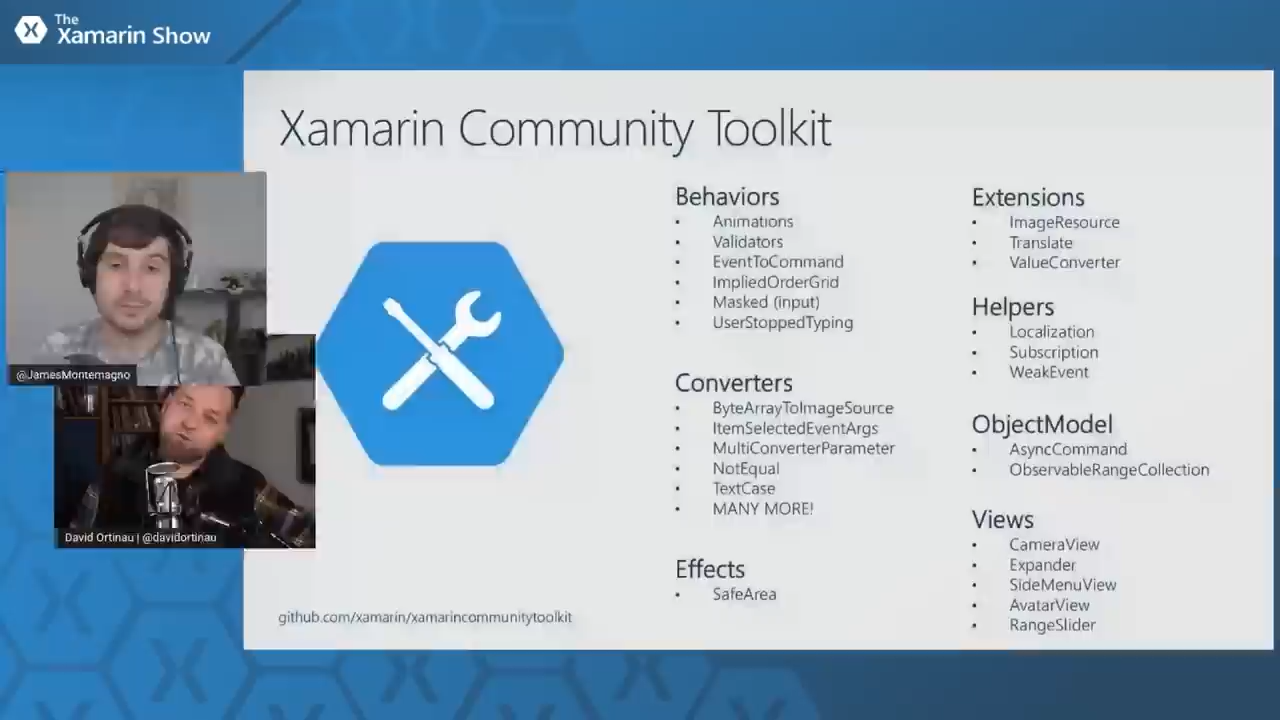 The
Xamarin Show
Xamarin Community Toolkit
@JamesMontemagno
David Ortinau | @davidortinau
github.com/xamarin/xamarincommunitytoolkit
Behaviors
• Animations
• Validators
• EventToCommand
• ImpliedOrderGrid
• Masked (input)
• UserStoppedTyping
Converters
• ByteArrayToImageSource
• ItemSelectedEventArgs
• MultiConverterParameter
• NotEqual
• TextCase
• MANY MORE!
Effects
• SafeArea
Extensions
• ImageResource
• Translate
• ValueConverter
Helpers
• Localization
• Subscription
• WeakEvent
ObjectModel
• AsyncCommand
• ObservableRangeCollection
Views
• CameraView
• Expander
• SideMenuView
• AvatarView
• RangeSlider